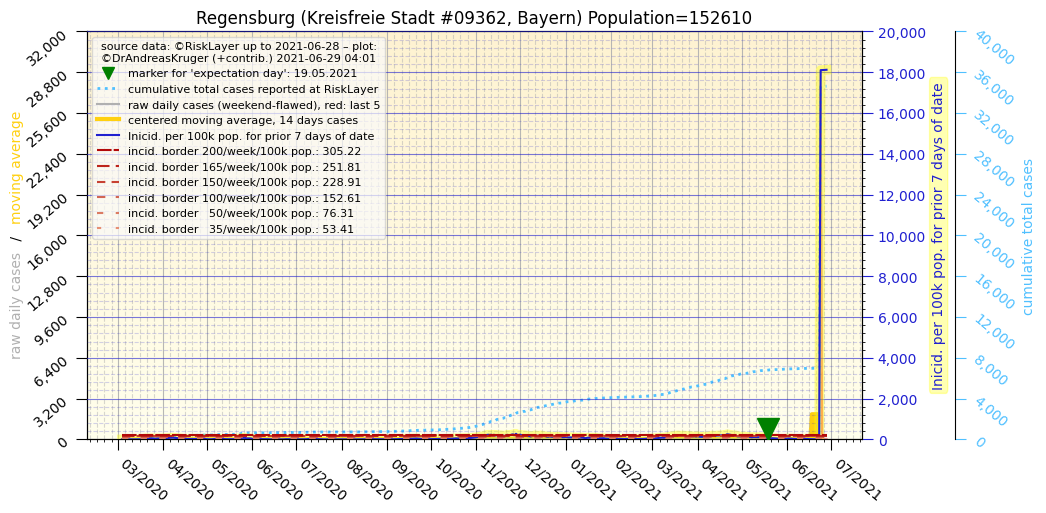 Regensburg (Kreisfreie Stadt #09362, Bayern) Population=152610
source data: ©RiskLayer up to 2021-06-28 – plot:
©DrAndreasKruger (+contrib.) 2021-06-29 04:01
marker for 'expectation day': 19.05.2021
cumulative total cases reported at RiskLayer
raw daily cases (weekend-flawed), red: last 5
centered moving average, 14 days cases
Inicid. per 100k pop. for prior 7 days of date
incid. border 200/week/100k pop.: 305.22
incid. border 165/week/100k pop.: 251.81
incid. border 150/week/100k pop.: 228.91
incid. border 100/week/100k pop.: 152.61
incid. border   50/week/100k pop.: 76.31
incid. border   35/week/100k pop.: 53.41
raw daily cases / moving average
32,000
28,800
25,600
22,400
19,200
16,000
12,800
9,600
6,400
3,200
0
20,000
18,000
16,000
14,000
12,000
10,000
8,000
6,000
4,000
2,000
0
Inicid. per 100k pop. for prior 7 days of date
40,000
36,000
32,000
28,000
24,000
20,000
16,000
12,000
8,000
4,000
0
cumulative total cases
03/2020
04/2020
05/2020
06/2020
07/2020
08/2020
09/2020
10/2020
11/2020
12/2020
01/2021
02/2021
03/2021
04/2021
05/2021
06/2021
07/2021